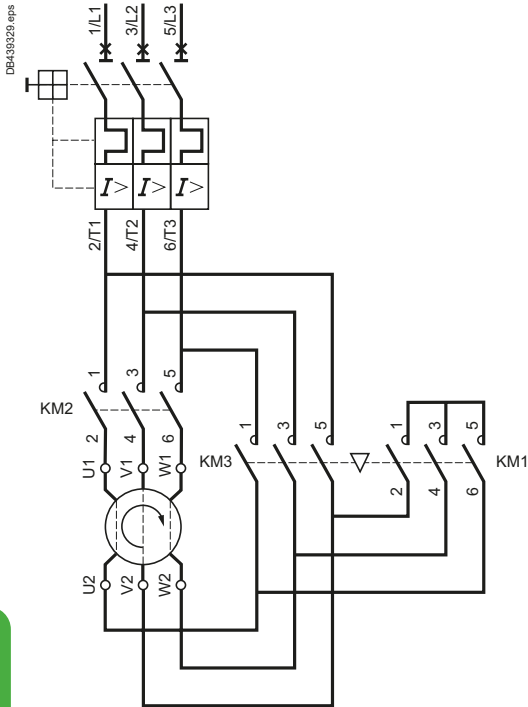 DB439329.eps
1/L1 3/L2 5/L3
I> I> I>
2/T1 4/T2 6/T3
1 3 5
KM2
2 4 6
U1 V1 W1
U2 V2 W2
1 3 5
KM3
1 3 5
KM1
2 4 6